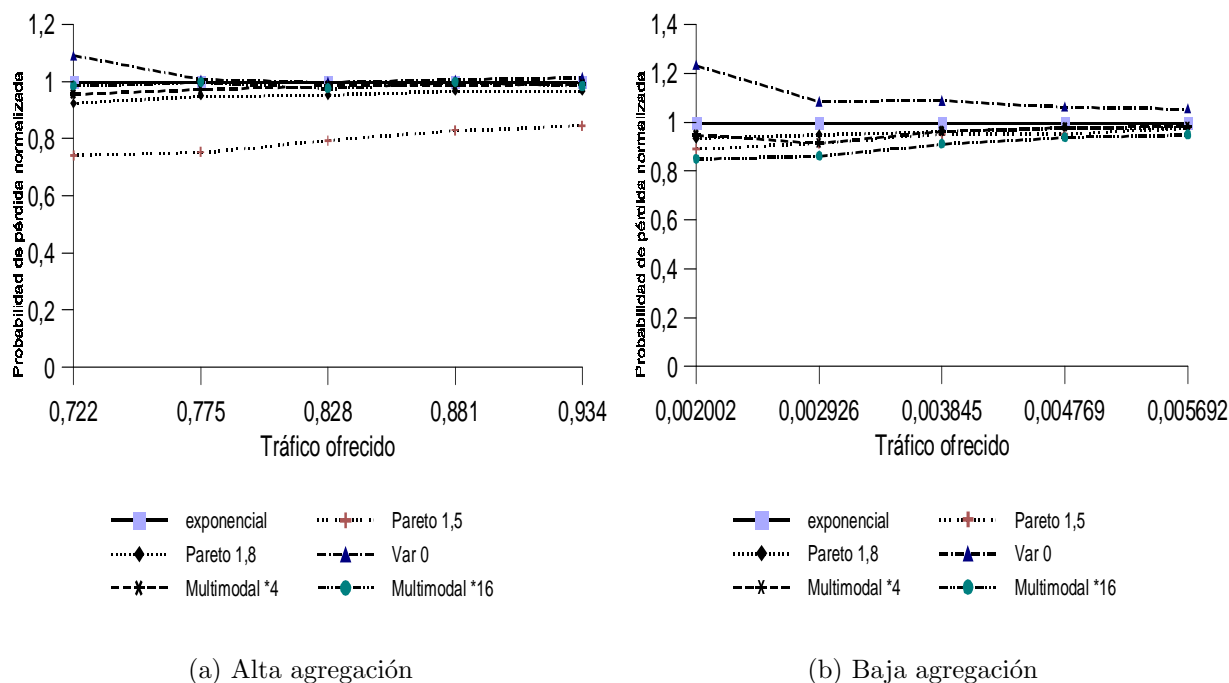 Probabilidad de pérdida normalizada
1,2
1
0,8
0,6
0,4
0,2
0
0,722
0,775
0,828
0,881
0,934
Tráfico ofrecido
exponencial
Pareto 1,5
Pareto 1,8
Var 0
Multimodal *4
Multimodal *16
(a) Alta agregación
Probabilidad de pérdida normalizada
1,4
1,2
1
0,8
0,6
0,4
0,2
0
0,002002
0,002926
0,003845
0,004769
0,005692
Tráfico ofrecido
exponencial
Pareto 1,5
Pareto 1,8
Var 0
Multimodal *4
Multimodal *16
(b) Baja agregación